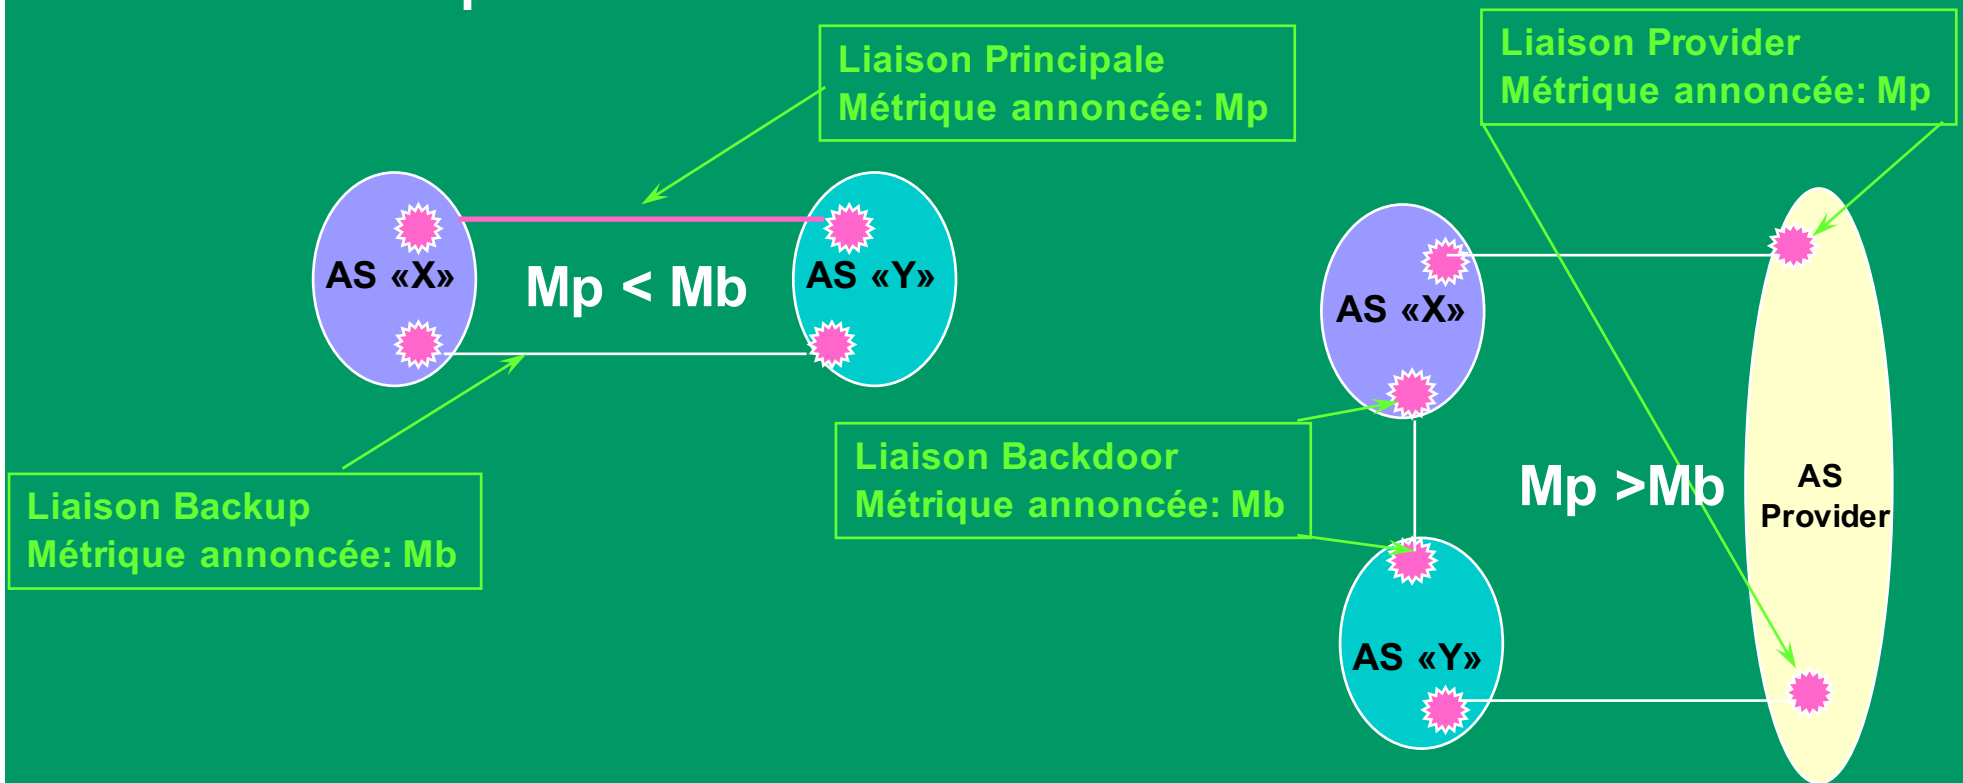 Liaison Principale
Métrique annoncée: Mp
Liaison Provider
Métrique annoncée: Mp
AS «X»
Mp < Mb
AS «Y»
AS «X»
Liaison Backup
Métrique annoncée: Mb
Liaison Backdoor
Métrique annoncée: Mb
Mp >Mb
AS
Provider
AS «Y»